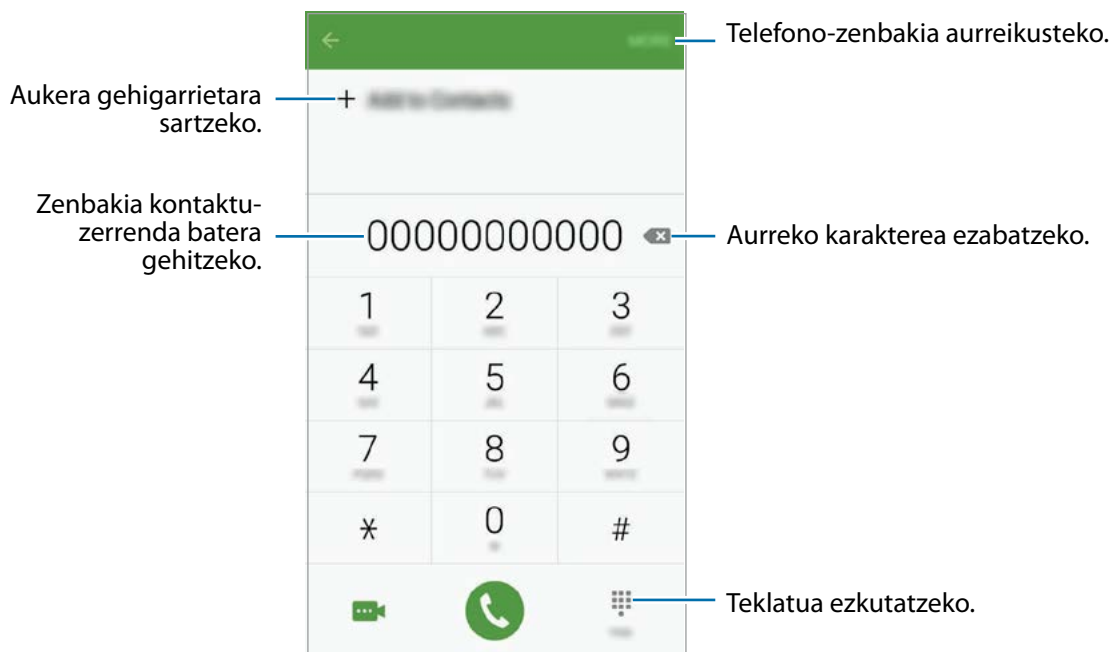 Telefono-zenbakia aurreikusteko.
Aukera gehigarrietara
sartzeko.
Zenbakia kontaktu-
zerrenda batera
gehitzeko.
00000000000
Aurreko karakterea ezabatzeko.
1 2 3
4 5 6
7 8 9
* 0 #
Teklatua ezkutatzeko.